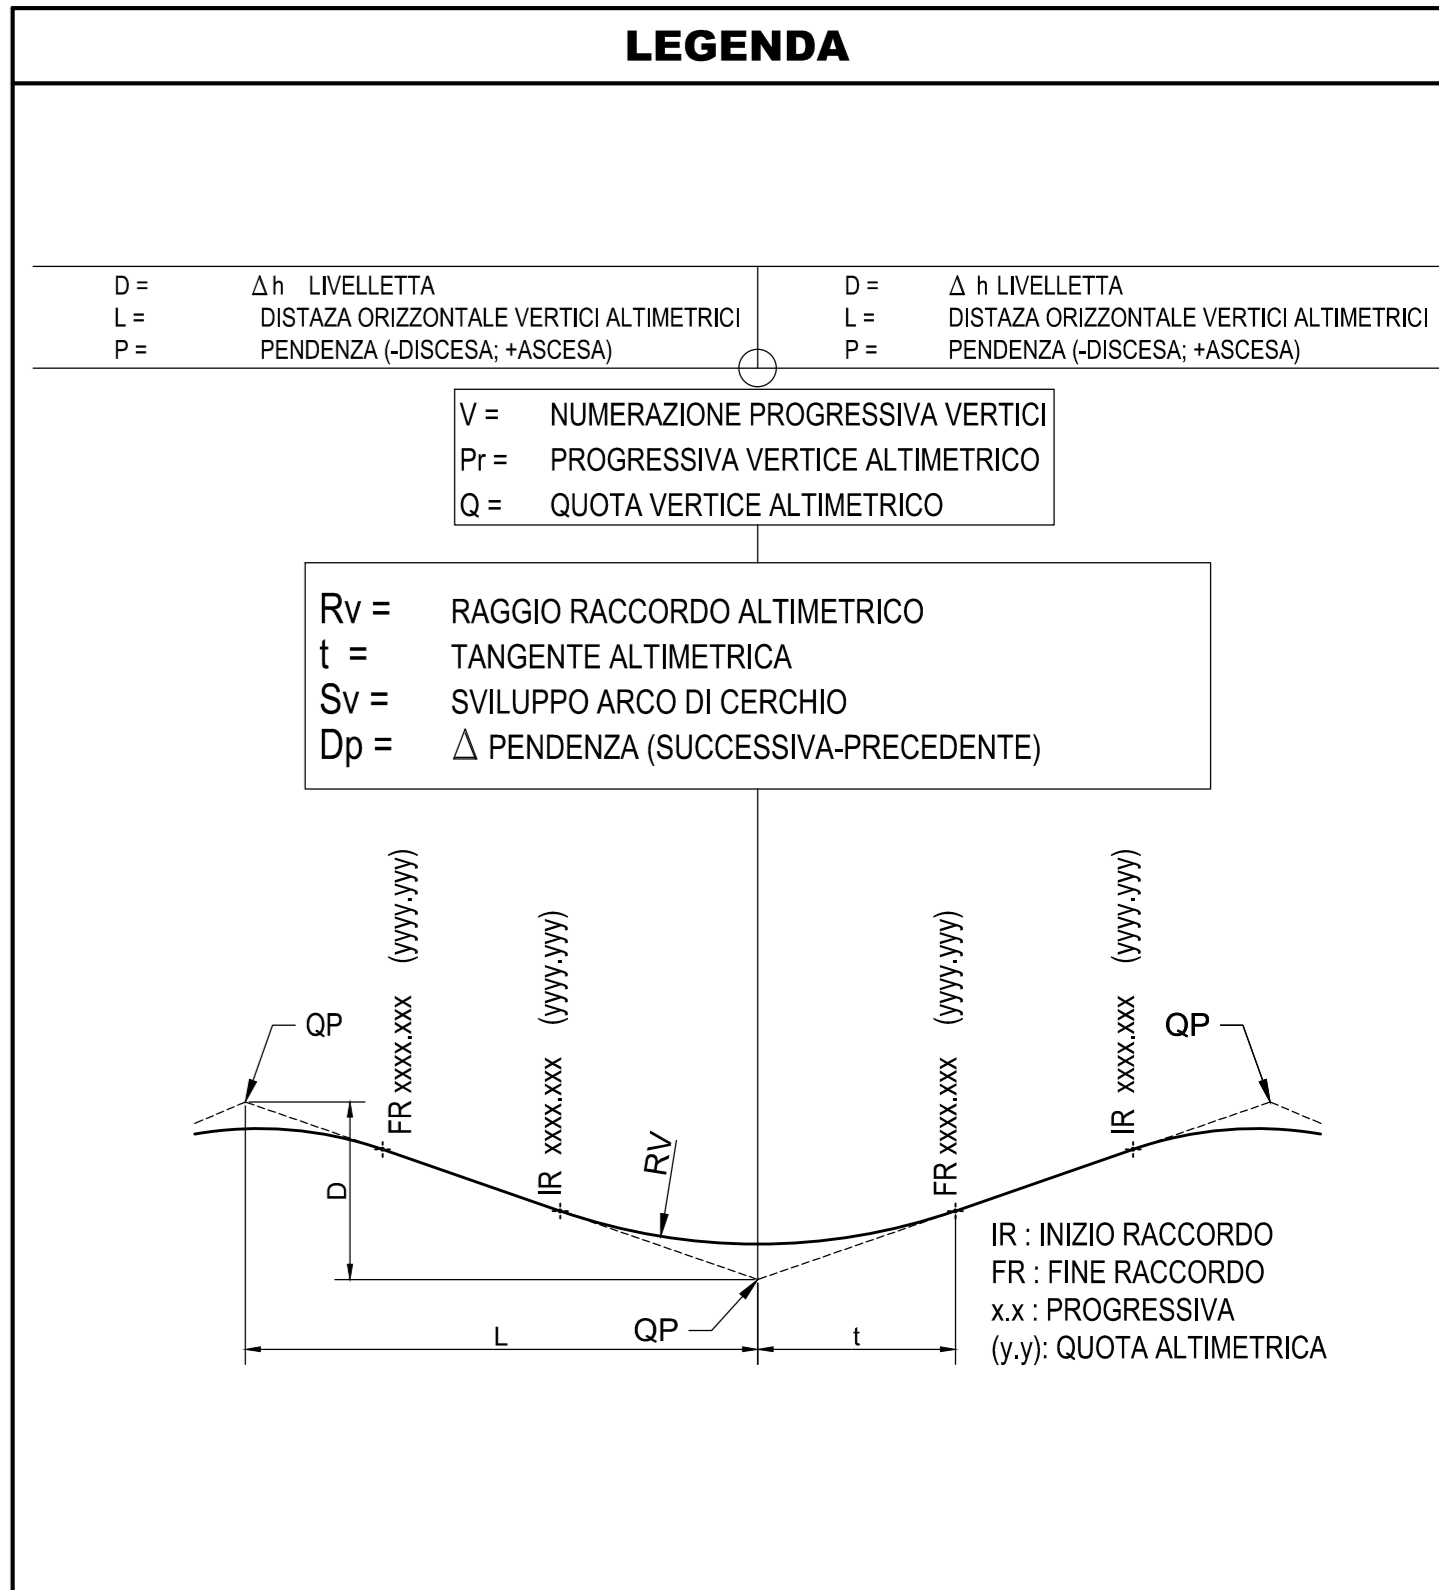 LEGENDA
D = Δ h LIVELLETTA
L = DISTAZA ORIZZONTALE VERTICI ALTIMETRICI
P = PENDENZA (-DISCESA; +ASCESA)
D = Δ h LIVELLETTA
L = DISTAZA ORIZZONTALE VERTICI ALTIMETRICI
P = PENDENZA (-DISCESA; +ASCESA)
V = NUMERAZIONE PROGRESSIVA VERTICI
Pr = PROGRESSIVA VERTICE ALTIMETRICO
Q = QUOTA VERTICE ALTIMETRICO
Rv = RAGGIO RACCORDO ALTIMETRICO
t = TANGENTE ALTIMETRICA
Sv = SVILUPPO ARCO DI CERCHIO
Dp = Δ PENDENZA (SUCCESSIVA-PRECEDENTE)
QP
FR xxxx.xxx (yyyy.yyy)
IR xxxx.xxx (yyyy.yyy)
RV
FR xxxx.xxx (yyyy.yyy)
IR xxxx.xxx (yyyy.yyy)
QP
D
L
QP
t
IR : INIZIO RACCORDO
FR : FINE RACCORDO
x.x : PROGRESSIVA
(y.y): QUOTA ALTIMETRICA